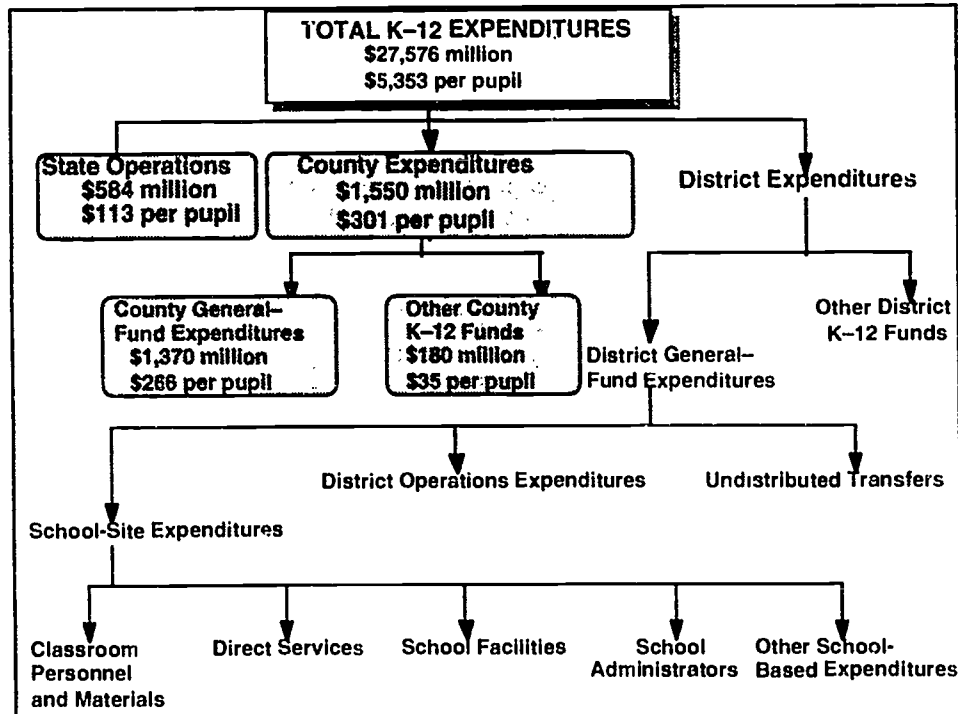 TOTAL K–12 EXPENDITURES
$27,576 million
$5,353 per pupil
State Operations
$584 million
$113 per pupil
County Expenditures
$1,550 million
$301 per pupil
District Expenditures
County General–
Fund Expenditures
$1,370 million
$266 per pupil
Other County
K–12 Funds
$180 million
$35 per pupil
District General–
Fund Expenditures
Other District
K–12 Funds
School-Site Expenditures
District Operations Expenditures
Undistributed Transfers
Classroom
Personnel
and Materials
Direct Services
School Facilities
School
Administrators
Other School-
Based Expenditures